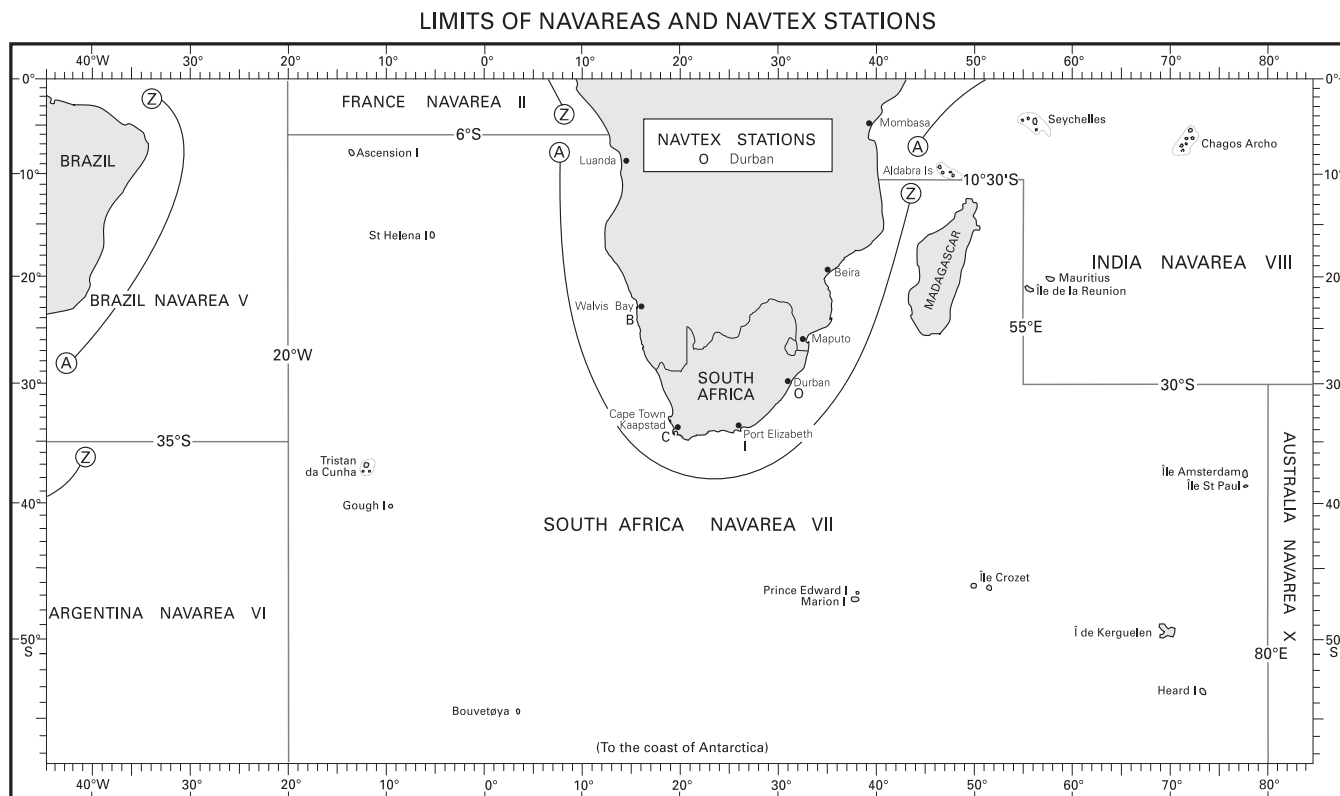 LIMITS OF NAVAREAS AND NAVTEX STATIONS
40°W 20° 10° 0° 10° 20° 30° 40° 50° 60° 70° 80°
0° 0°
Z
FRANCE NAVAREA II
Z
6°S
A
NAVTEX STATIONS
O Durban
Mombasa
A
Seychelles
Chagos Archo
BRAZIL
Ascension I
Luanda
Aldabra Is
10°30'S
10° 10°
Z
St Helena I
MADAGASCAR
20° 20°
BRAZIL NAVAREA V
INDIA NAVAREA VIII
Beira
Mauritius
Île de la Reunion
Walvis Bay
B
55°E
Maputo
20°W
A
30° 30°
SOUTH
AFRICA
Durban
O
30°S
Cape Town
Kaapstad
C
Port Elizabeth
I
35°S
Z
Tristan
da Cunha
Île Amsterdam
Île St Paul
AUSTRALIA NAVAREA X
40° 40°
Gough I
SOUTH AFRICA NAVAREA VII
Île Crozet
Prince Edward I
Marion I
ARGENTINA NAVAREA VI
Î de Kerguelen
50° 50°
S S
80°E
Heard I
Bouvetøya
(To the coast of Antarctica)
40°W 20° 10° 0° 10° 20° 30° 40° 50° 60° 70° 80°